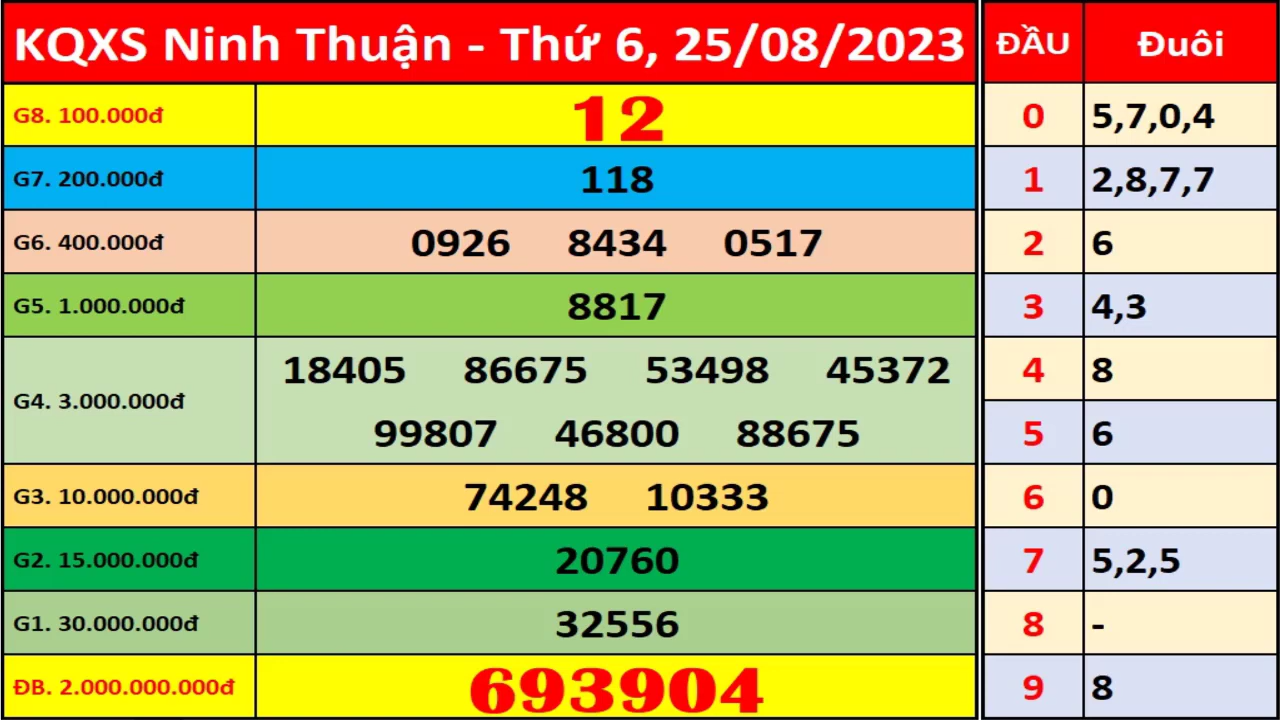 KQXS Ninh Thuận - Thứ 6, 25/08/2023
G8. 100.000đ 12
G7. 200.000đ 118
G6. 400.000đ 0926 8434 0517
G5. 1.000.000đ 8817
G4. 3.000.000đ 18405 86675 53498 45372
99807 46800 88675
G3. 10.000.000đ 74248 10333
G2. 15.000.000đ 20760
G1. 30.000.000đ 32556
ĐB. 2.000.000.000đ 693904
ĐẦU Đuôi
0 5,7,0,4
1 2,8,7,7
2 6
3 4,3
4 8
5 6
6 0
7 5,2,5
8 -
9 8